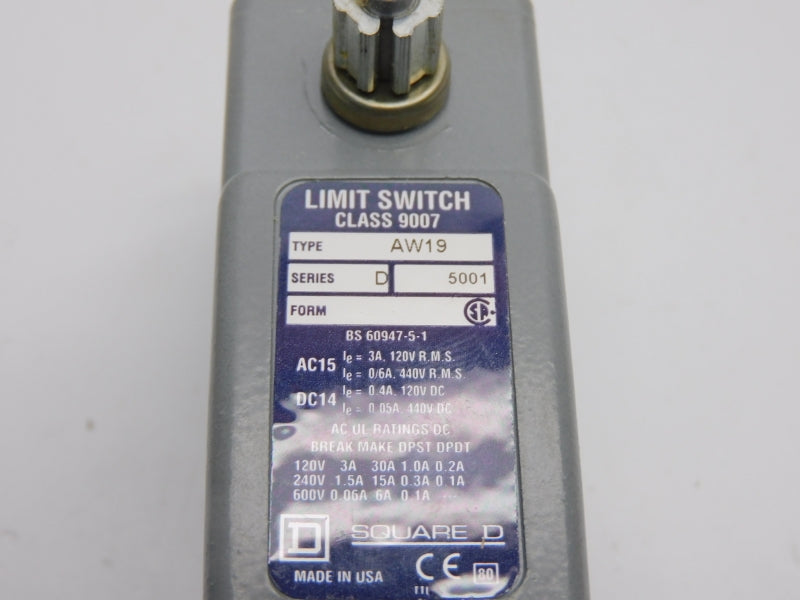 LIMIT SWITCH
CLASS 9007
TYPE AW19
SERIES D 5001
FORM SA
BS 60947-5-1
AC15 Ie = 3A, 120V R.M.S.
Ie = 0/6A, 440V R.M.S.
DC14 Ie = 0.4A, 120V DC
Ie = 0.05A, 440V DC
AC UL RATINGS DC
BREAK MAKE DPST DPDT
120V 3A 30A 1.0A 0.2A
240V 1.5A 15A 0.3A 0 1A
600V 0.06A 6A 0.1A ---
D SQUARE D
MADE IN USA CE 80